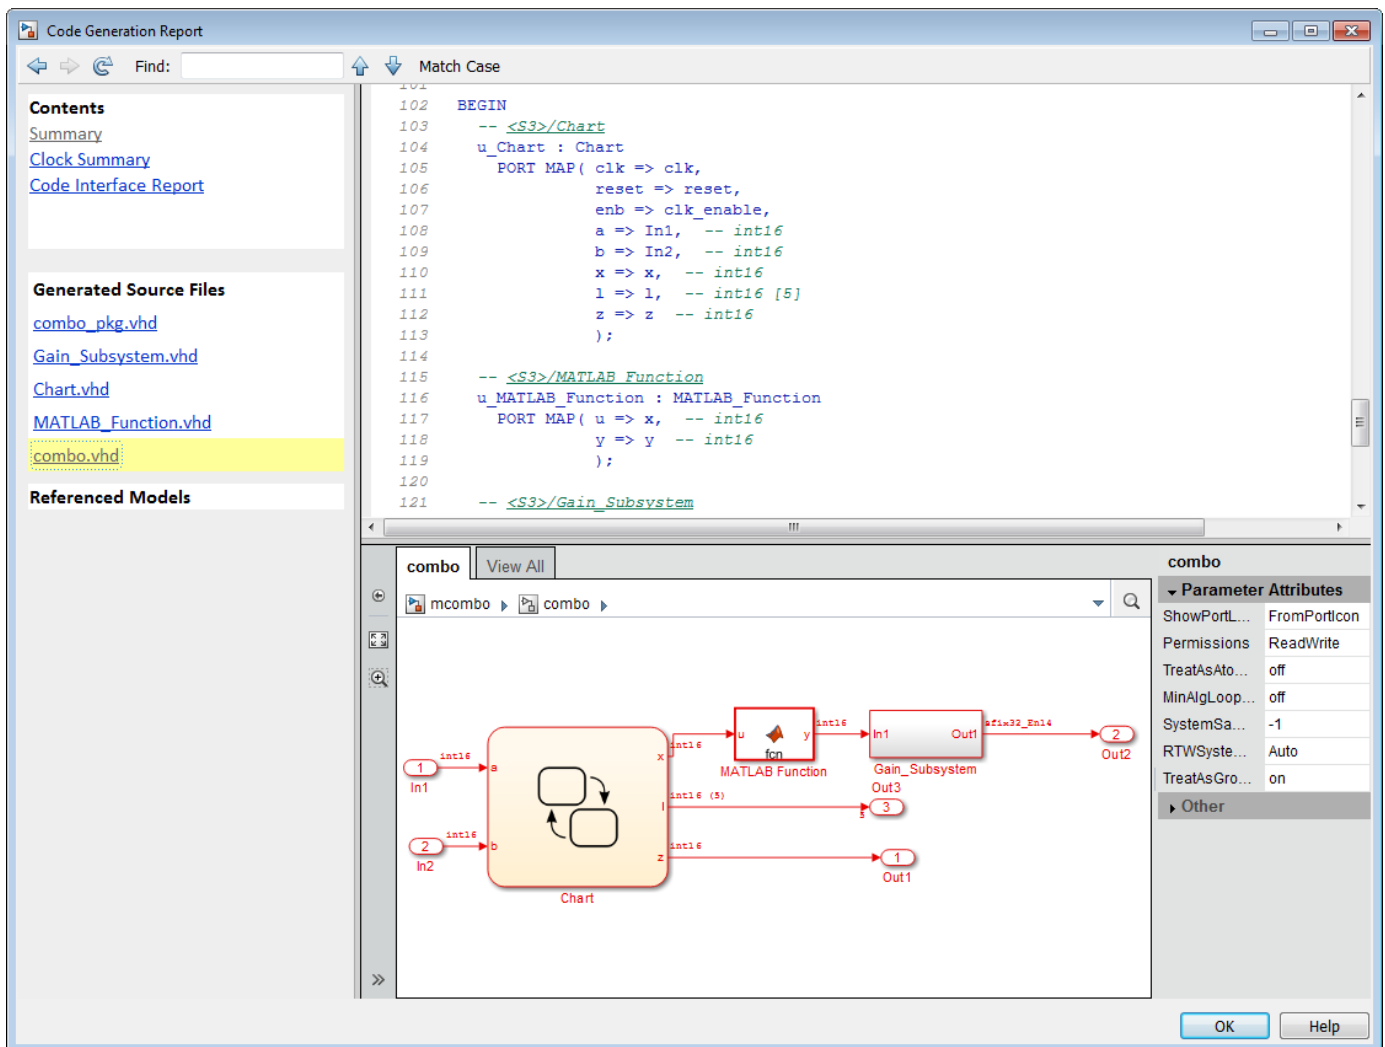 Code Generation Report
Find:
Match Case
Contents
Summary
Clock Summary
Code Interface Report
Generated Source Files
combo_pkg.vhd
Gain_Subsystem.vhd
Chart.vhd
MATLAB_Function.vhd
combo.vhd
Referenced Models
101
102 BEGIN
103 -- <S3>/Chart
104 u_Chart : Chart
105 PORT MAP( clk => clk,
106 reset => reset,
107 enb => clk_enable,
108 a => In1, -- int16
109 b => In2, -- int16
110 x => x, -- int16
111 l => l, -- int16 [5]
112 z => z -- int16
113 );
114
115 -- <S3>/MATLAB Function
116 u_MATLAB_Function : MATLAB_Function
117 PORT MAP( u => x, -- int16
118 y => y -- int16
119 );
120
121 -- <S3>/Gain_Subsystem
combo
View All
mcombo
combo
int16
1
In1
int16
2
In2
a
b
x
l
z
Chart
int16
int16 (5)
int16
u
fcn
y
MATLAB Function
int16
In1
Out1
Gain_Subsystem
sfix32_En14
2
Out2
Out3
3
5
1
Out1
combo
Parameter Attributes
ShowPortL... FromPortIcon
Permissions ReadWrite
TreatAsAto... off
MinAlgLoop... off
SystemSa... -1
RTWSyste... Auto
TreatAsGro... on
Other
OK
Help